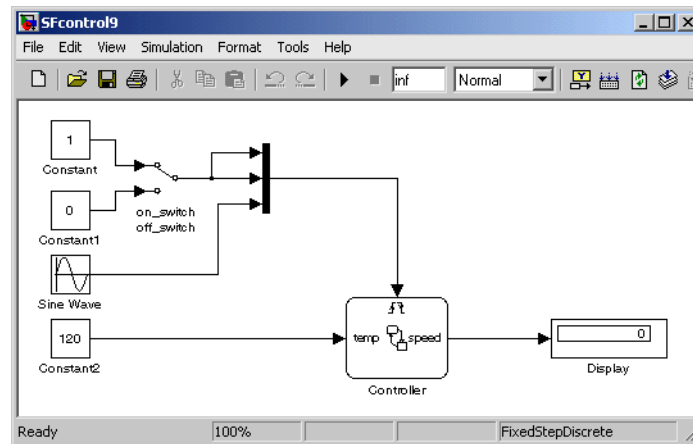 SFcontrol9
File Edit View Simulation Format Tools Help
inf Normal
1
Constant
0
Constant1
on_switch
off_switch
Sine Wave
120
Constant2
temp speed
Controller
0
Display
Ready 100% FixedStepDiscrete